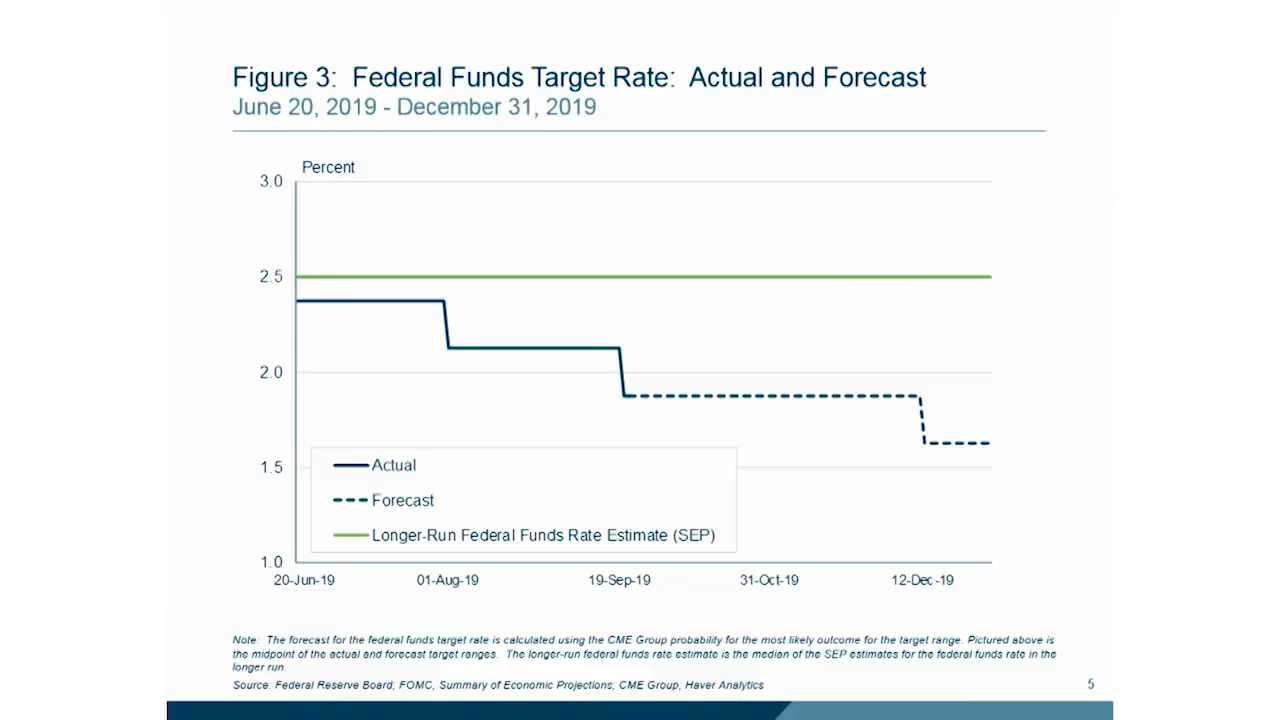 Figure 3:  Federal Funds Target Rate:  Actual and Forecast
June 20, 2019 - December 31, 2019
Percent
3.0
2.5
2.0
1.5
1.0
Actual
Forecast
Longer-Run Federal Funds Rate Estimate (SEP)
20-Jun-19 01-Aug-19 19-Sep-19 31-Oct-19 12-Dec-19
Note:  The forecast for the federal funds target rate is calculated using the CME Group probability for the most likely outcome for the target range. Pictured above is
the midpoint of the actual and forecast target ranges.  The longer-run federal funds rate estimate is the median of the SEP estimates for the federal funds rate in the
longer run.
Source: Federal Reserve Board, FOMC, Summary of Economic Projections; CME Group; Haver Analytics
5